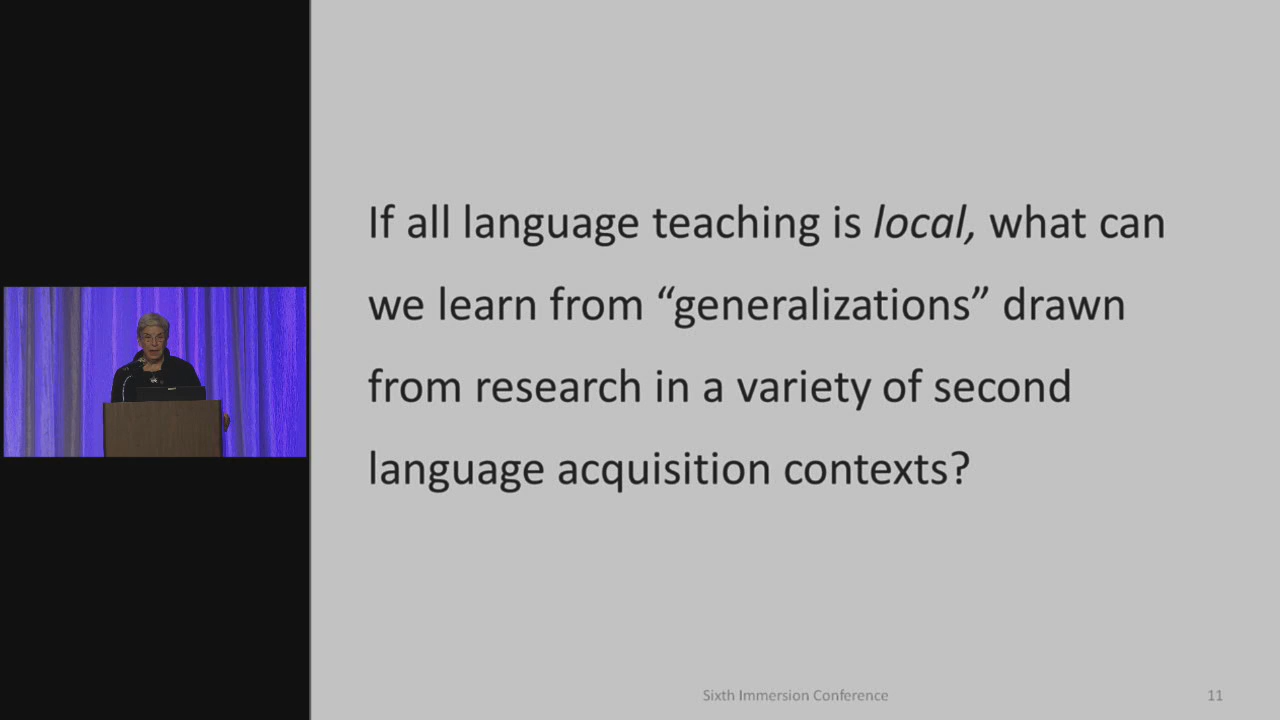 If all language teaching is local, what can
we learn from “generalizations” drawn
from research in a variety of second
language acquisition contexts?
Sixth Immersion Conference
11